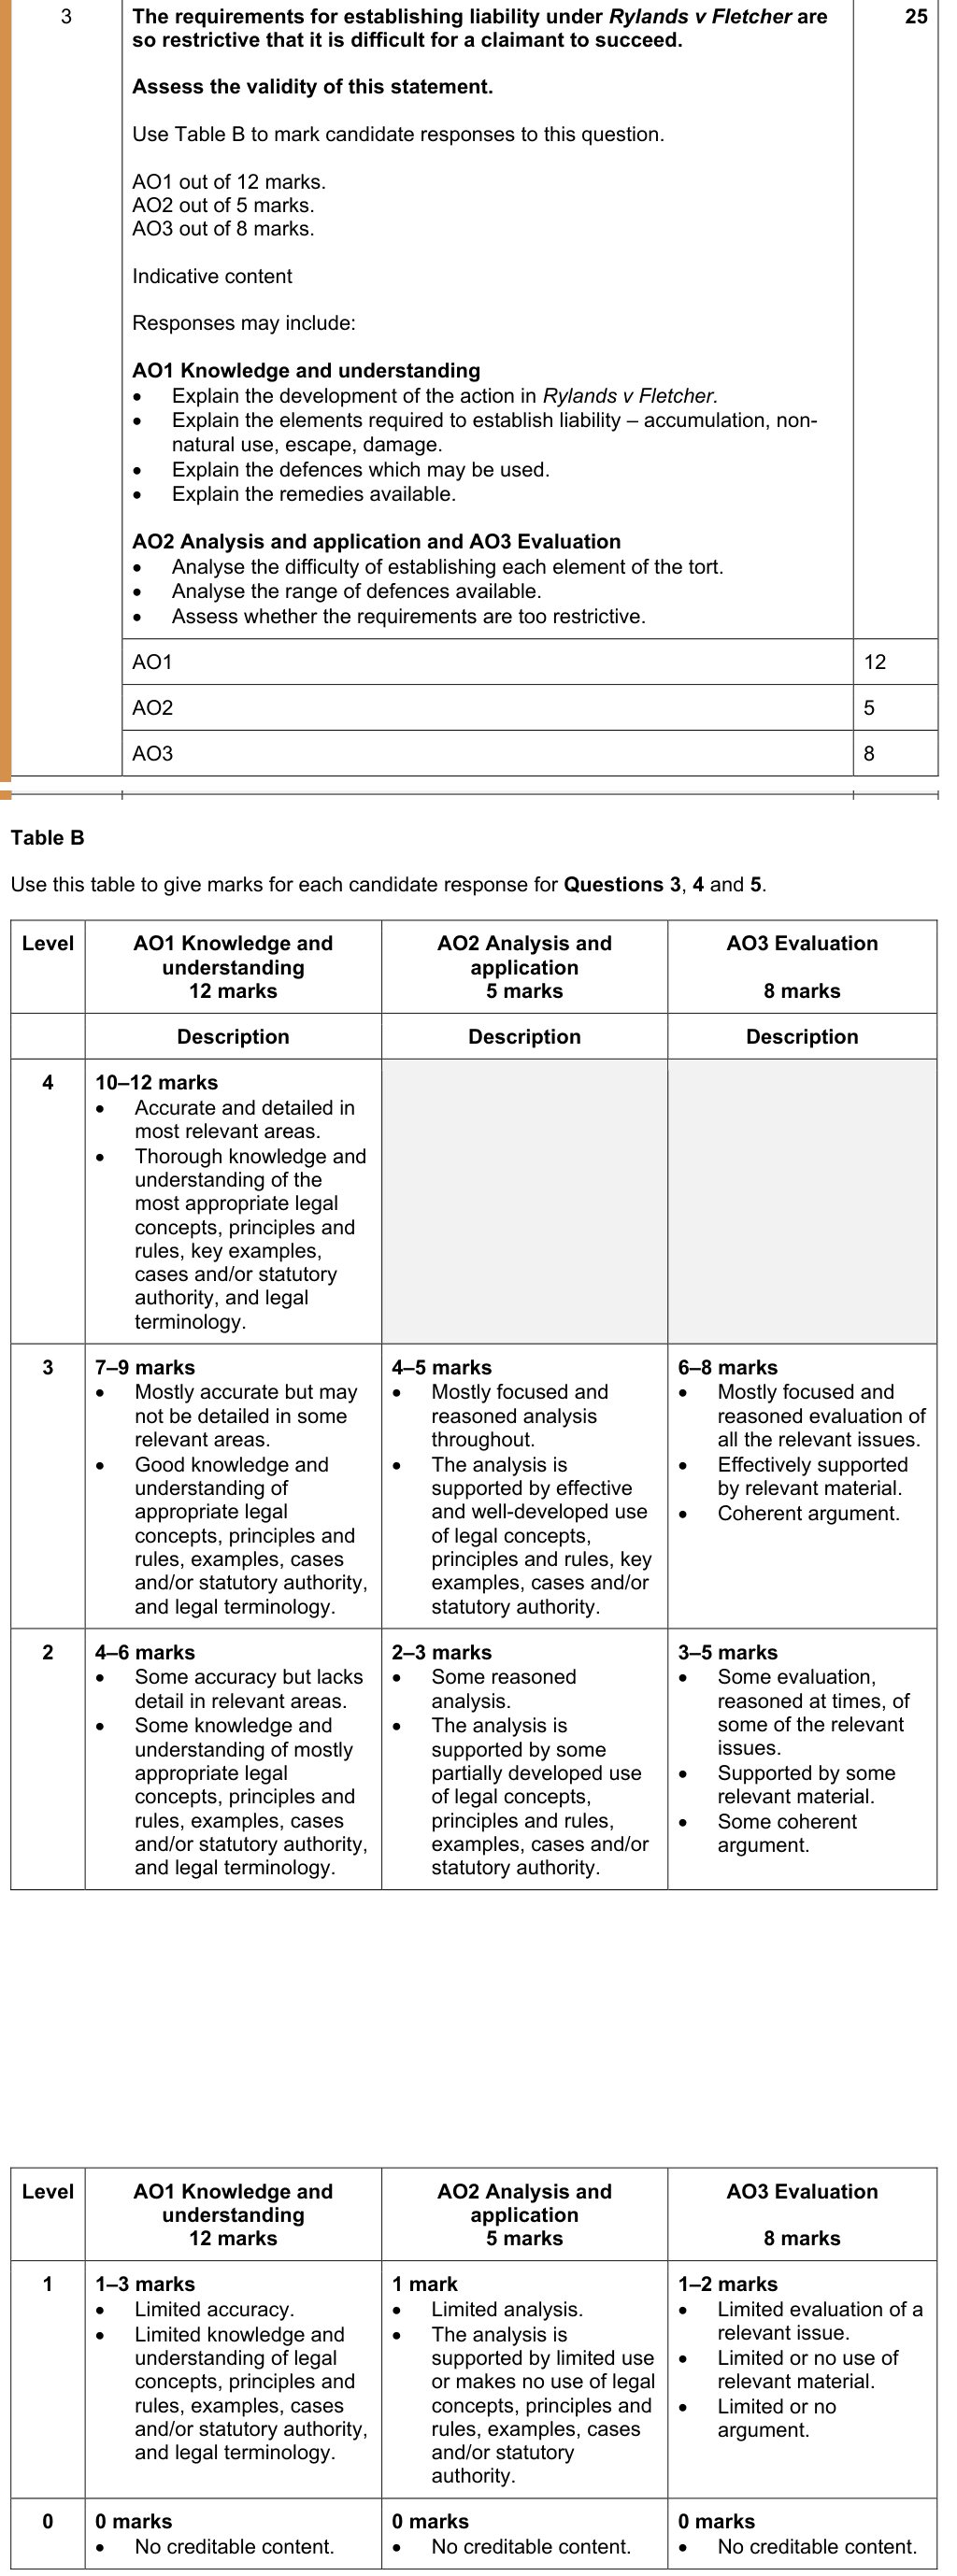 3
The requirements for establishing liability under Rylands v Fletcher are
so restrictive that it is difficult for a claimant to succeed.
25
Assess the validity of this statement.
Use Table B to mark candidate responses to this question.
AO1 out of 12 marks.
AO2 out of 5 marks.
AO3 out of 8 marks.
Indicative content
Responses may include:
AO1 Knowledge and understanding
• Explain the development of the action in Rylands v Fletcher.
• Explain the elements required to establish liability – accumulation, non-
natural use, escape, damage.
• Explain the defences which may be used.
• Explain the remedies available.
AO2 Analysis and application and AO3 Evaluation
• Analyse the difficulty of establishing each element of the tort.
• Analyse the range of defences available.
• Assess whether the requirements are too restrictive.
AO1 12
AO2 5
AO3 8
Table B
Use this table to give marks for each candidate response for Questions 3, 4 and 5.
Level
AO1 Knowledge and
understanding
12 marks
AO2 Analysis and
application
5 marks
AO3 Evaluation
8 marks
Description
Description
Description
4
10–12 marks
• Accurate and detailed in
most relevant areas.
• Thorough knowledge and
understanding of the
most appropriate legal
concepts, principles and
rules, key examples,
cases and/or statutory
authority, and legal
terminology.
3
7–9 marks
• Mostly accurate but may
not be detailed in some
relevant areas.
• Good knowledge and
understanding of
appropriate legal
concepts, principles and
rules, examples, cases
and/or statutory authority,
and legal terminology.
4–5 marks
• Mostly focused and
reasoned analysis
throughout.
• The analysis is
supported by effective
and well-developed use
of legal concepts,
principles and rules, key
examples, cases and/or
statutory authority.
6–8 marks
• Mostly focused and
reasoned evaluation of
all the relevant issues.
• Effectively supported
by relevant material.
• Coherent argument.
2
4–6 marks
• Some accuracy but lacks
detail in relevant areas.
• Some knowledge and
understanding of mostly
appropriate legal
concepts, principles and
rules, examples, cases
and/or statutory authority,
and legal terminology.
2–3 marks
• Some reasoned
analysis.
• The analysis is
supported by some
partially developed use
of legal concepts,
principles and rules,
examples, cases and/or
statutory authority.
3–5 marks
• Some evaluation,
reasoned at times, of
some of the relevant
issues.
• Supported by some
relevant material.
• Some coherent
argument.
Level
AO1 Knowledge and
understanding
12 marks
AO2 Analysis and
application
5 marks
AO3 Evaluation
8 marks
1
1–3 marks
• Limited accuracy.
• Limited knowledge and
understanding of legal
concepts, principles and
rules, examples, cases
and/or statutory authority,
and legal terminology.
1 mark
• Limited analysis.
• The analysis is
supported by limited use
or makes no use of legal
concepts, principles and
rules, examples, cases
and/or statutory
authority.
1–2 marks
• Limited evaluation of a
relevant issue.
• Limited or no use of
relevant material.
• Limited or no
argument.
0
0 marks
• No creditable content.
0 marks
• No creditable content.
0 marks
• No creditable content.